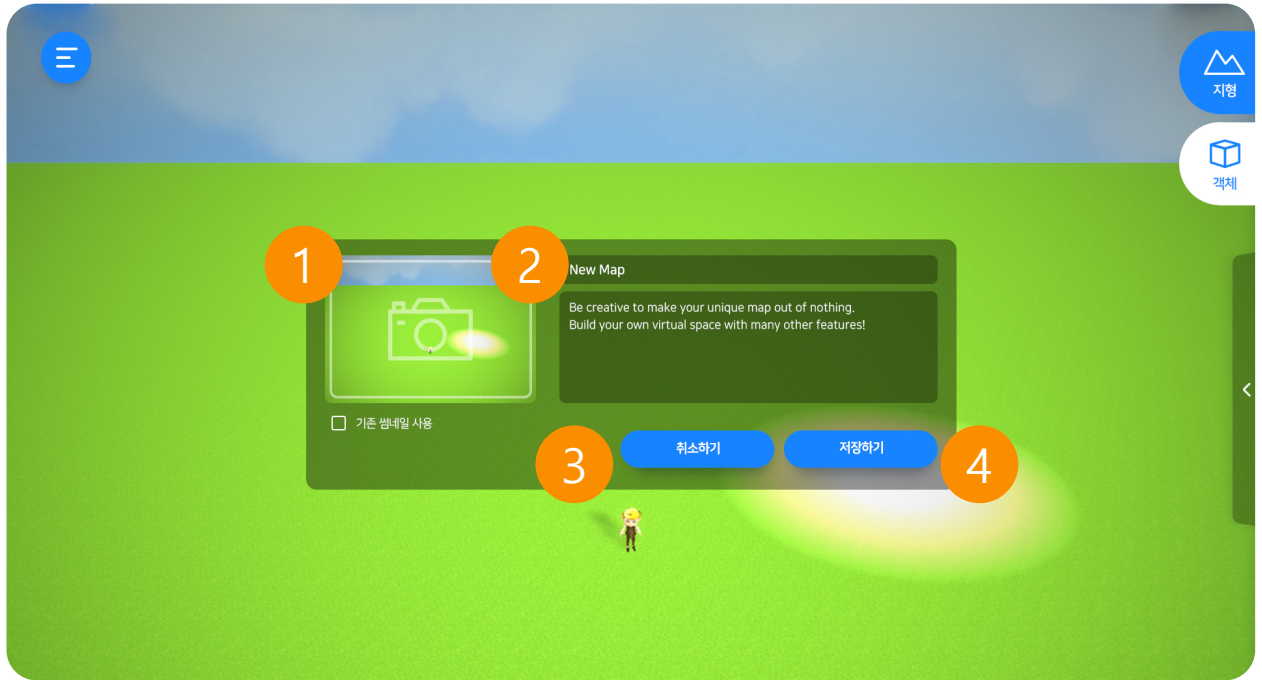 지형
객체
1
2
New Map
Be creative to make your unique map out of nothing.
Build your own virtual space with many other features!
기존 썸네일 사용
3
취소하기
저장하기
4